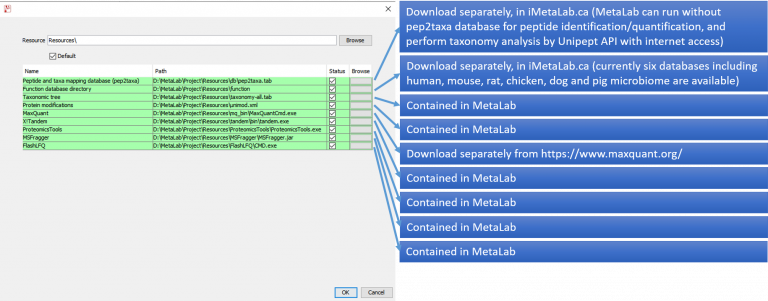 Resource Resources\ Browse
Default
Name Path Status Browse
Peptide and taxa mapping database (pep2taxa) D:\MetaLab\Project\Resources\db\pep2taxa.tab
Function database directory D:\MetaLab\Project\Resources\function
Taxonomic tree D:\MetaLab\Project\Resources\taxonomy-all.tab
Protein modifications D:\MetaLab\Project\Resources\unimod.xml
MaxQuant D:\MetaLab\Project\Resources\mq_bin\MaxQuantCmd.exe
X!Tandem D:\MetaLab\Project\Resources\tandem\bin\tandem.exe
ProteomicsTools D:\MetaLab\Project\Resources\ProteomicsTools\ProteomicsTools.exe
MSFragger D:\MetaLab\Project\Resources\MSFragger\MSFragger.jar
FlashLFQ D:\MetaLab\Project\Resources\FlashLFQ\CMD.exe
OK Cancel
Download separately, in iMetaLab.ca (MetaLab can run without
pep2taxa database for peptide identification/quantification, and
perform taxonomy analysis by Unipept API with internet access)
Download separately, in iMetaLab.ca (currently six databases including
human, mouse, rat, chicken, dog and pig microbiome are available)
Contained in MetaLab
Contained in MetaLab
Download separately from https://www.maxquant.org/
Contained in MetaLab
Contained in MetaLab
Contained in MetaLab
Contained in MetaLab